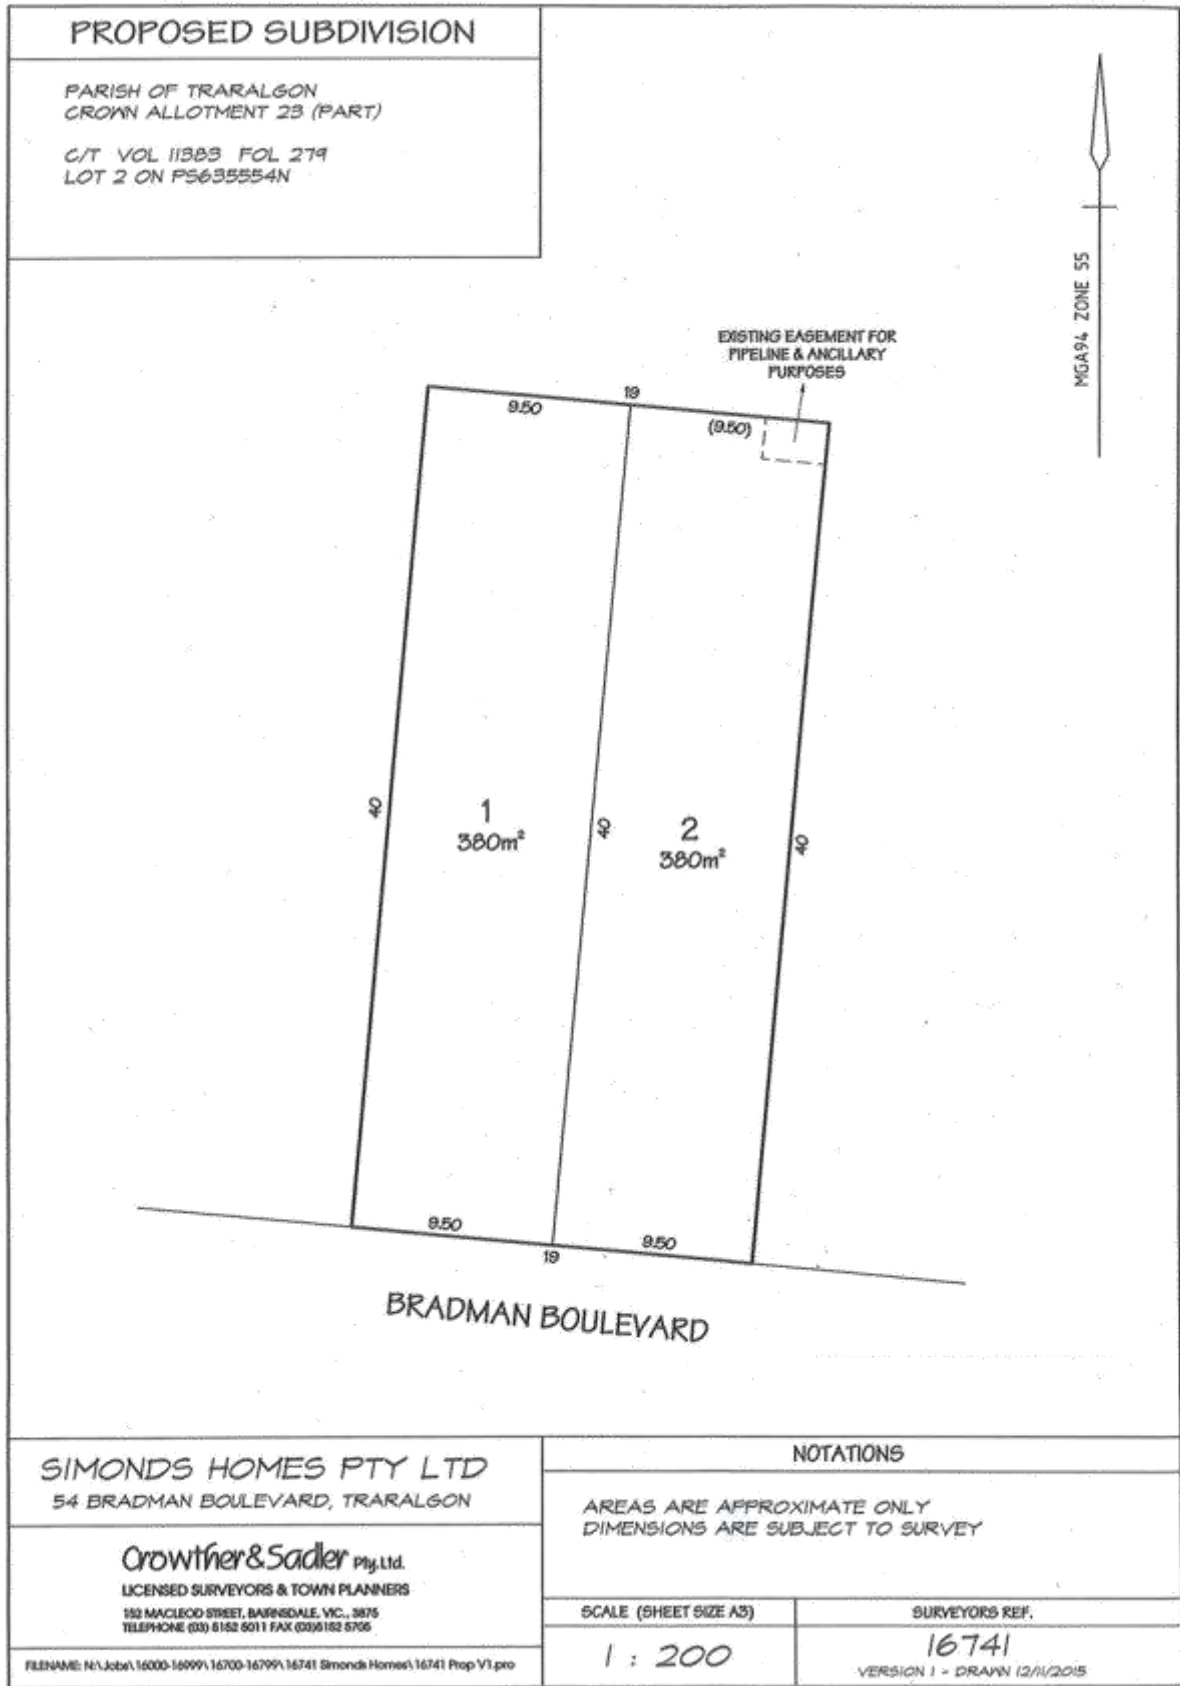 PROPOSED SUBDIVISION
PARISH OF TRARALGON
CROWN ALLOTMENT 23 (PART)
C/T VOL 11383 FOL 279
LOT 2 ON PS635554N
MGA94 ZONE 55
EXISTING EASEMENT FOR
PIPELINE & ANCILLARY
PURPOSES
19
9.50
(9.50)
40
1
380m²
40
2
380m²
40
9.50
9.50
19
BRADMAN BOULEVARD
SIMONDS HOMES PTY LTD
54 BRADMAN BOULEVARD, TRARALGON
Crowther&Sadler Pty.Ltd.
LICENSED SURVEYORS & TOWN PLANNERS
152 MACLEOD STREET, BAIRNSDALE, VIC., 3875
TELEPHONE (03) 5152 5011 FAX (03)5152 5705
FILENAME: N:\Jobs\16000-16999\16700-16799\16741 Simonds Homes\16741 Prop V1.pro
NOTATIONS
AREAS ARE APPROXIMATE ONLY
DIMENSIONS ARE SUBJECT TO SURVEY
SCALE (SHEET SIZE A3)
1 : 200
SURVEYORS REF.
16741
VERSION 1 - DRAWN 12/11/2015